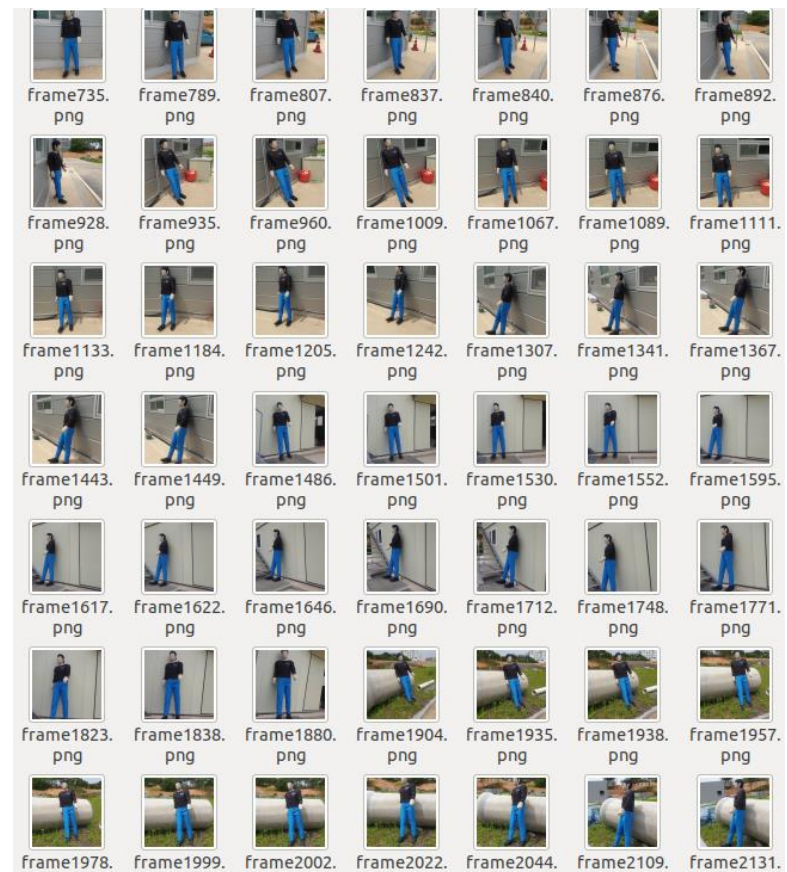 frame735. frame789. frame807. frame837. frame840. frame876. frame892.
png png png png png png png
frame928. frame935. frame960. frame1009. frame1067. frame1089. frame1111.
png png png png png png png
frame1133. frame1184. frame1205. frame1242. frame1307. frame1341. frame1367.
png png png png png png png
frame1443. frame1449. frame1486. frame1501. frame1530. frame1552. frame1595.
png png png png png png png
frame1617. frame1622. frame1646. frame1690. frame1712. frame1748. frame1771.
png png png png png png png
frame1823. frame1838. frame1880. frame1904. frame1935. frame1938. frame1957.
png png png png png png png
frame1978. frame1999. frame2002. frame2022. frame2044. frame2109. frame2131.